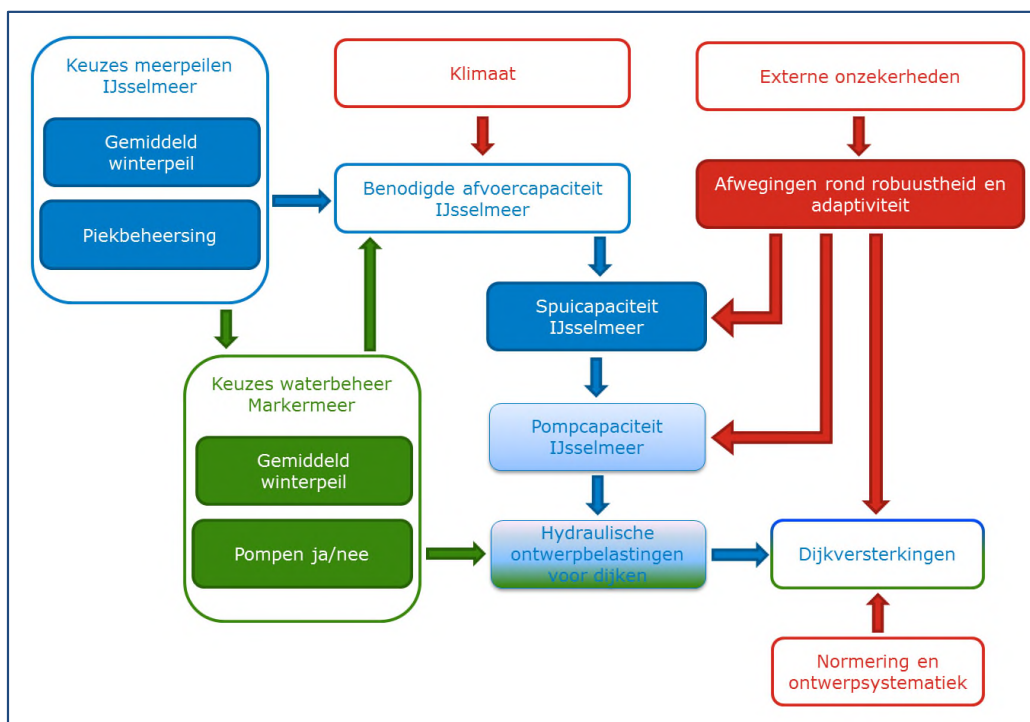 Keuzes meerpeilen
IJsselmeer
Gemiddeld
winterpeil
Piekbeheersing
Klimaat
Externe onzekerheden
Benodigde afvoercapaciteit
IJsselmeer
Afwegingen rond robuustheid en
adaptiviteit
Spuicapaciteit
IJsselmeer
Keuzes waterbeheer
Markermeer
Gemiddeld
winterpeil
Pompen ja/nee
Pompcapaciteit
IJsselmeer
Hydraulische
ontwerpbelastingen
voor dijken
Dijkversterkingen
Normering en
ontwerpsystematiek